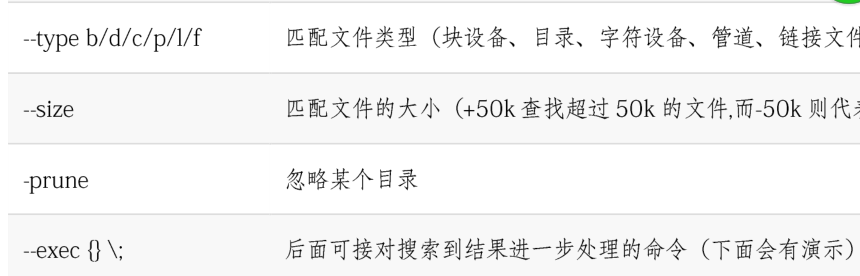 --type b/d/c/p/l/f 匹配文件类型（块设备、目录、字符设备、管道、链接文件
--size 匹配文件的大小（+50k 查找超过 50k 的文件,而-50k 则代表
-prune 忽略某个目录
--exec {} \; 后面可接对搜索到结果进一步处理的命令（下面会有演示）